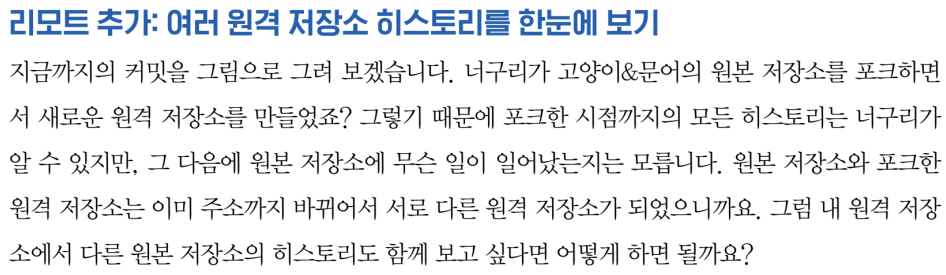 리모트 추가: 여러 원격 저장소 히스토리를 한눈에 보기
지금까지의 커밋을 그림으로 그려 보겠습니다. 너구리가 고양이&문어의 원본 저장소를 포크하면
서 새로운 원격 저장소를 만들었죠? 그렇기 때문에 포크한 시점까지의 모든 히스토리는 너구리가
알 수 있지만, 그 다음에 원본 저장소에 무슨 일이 일어났는지는 모릅니다. 원본 저장소와 포크한
원격 저장소는 이미 주소까지 바뀌어서 서로 다른 원격 저장소가 되었으니까요. 그럼 내 원격 저장
소에서 다른 원본 저장소의 히스토리도 함께 보고 싶다면 어떻게 하면 될까요?